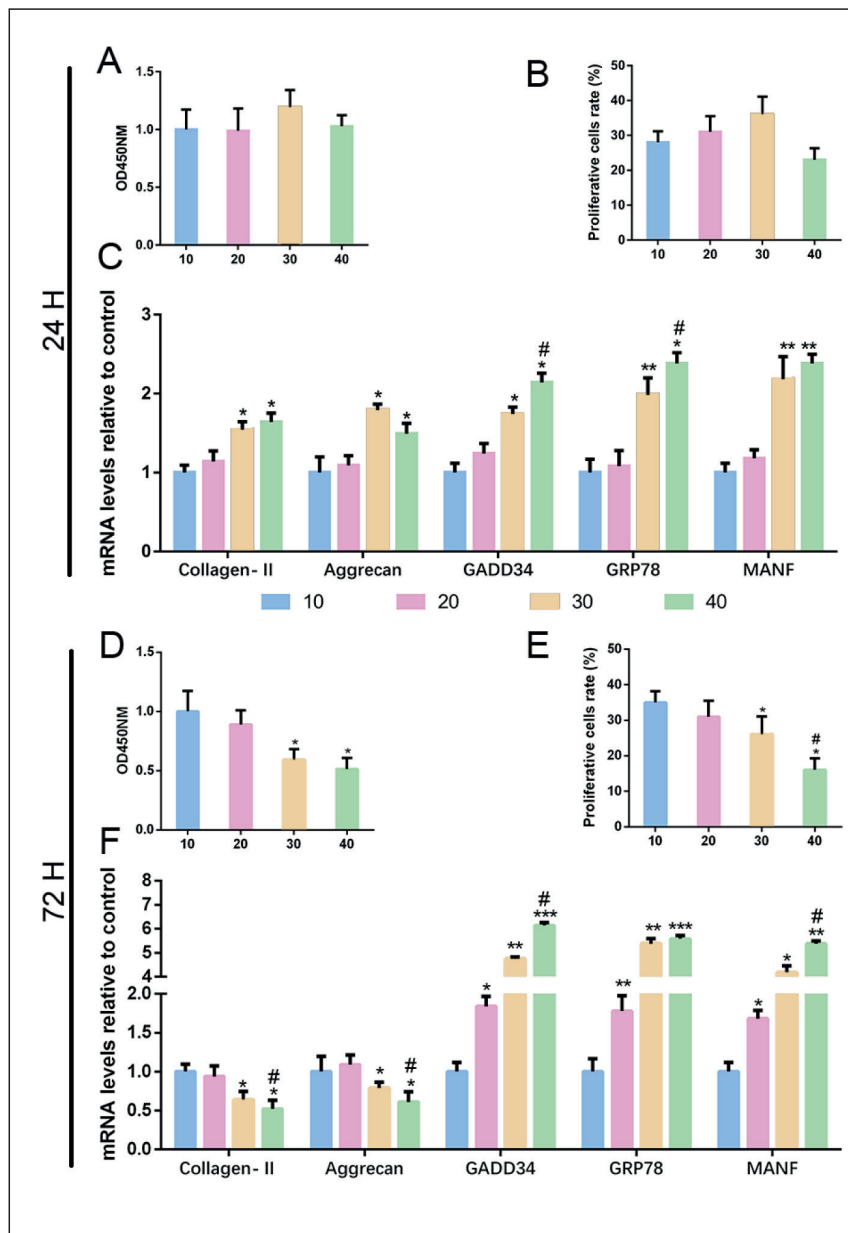 24 H
A
OD450NM
1.5
1.0
0.5
0.0
10 20 30 40
B
Proliferative cells rate (%)
50
40
30
20
10
0
10 20 30 40
C
mRNA levels relative to control
3
2
1
0
* * * * * * # ** * # ** **
Collagen- II Aggrecan GADD34 GRP78 MANF
10 20 30 40
72 H
D
OD450NM
1.5
1.0
0.5
0.0
* *
10 20 30 40
E
Proliferative cells rate (%)
50
40
30
20
10
0
* # *
10 20 30 40
F
mRNA levels relative to control
8
7
6
5
4
2.0
1.5
1.0
0.5
0.0
* # * * # * * ** # *** ** ** *** * * # **
Collagen- II Aggrecan GADD34 GRP78 MANF